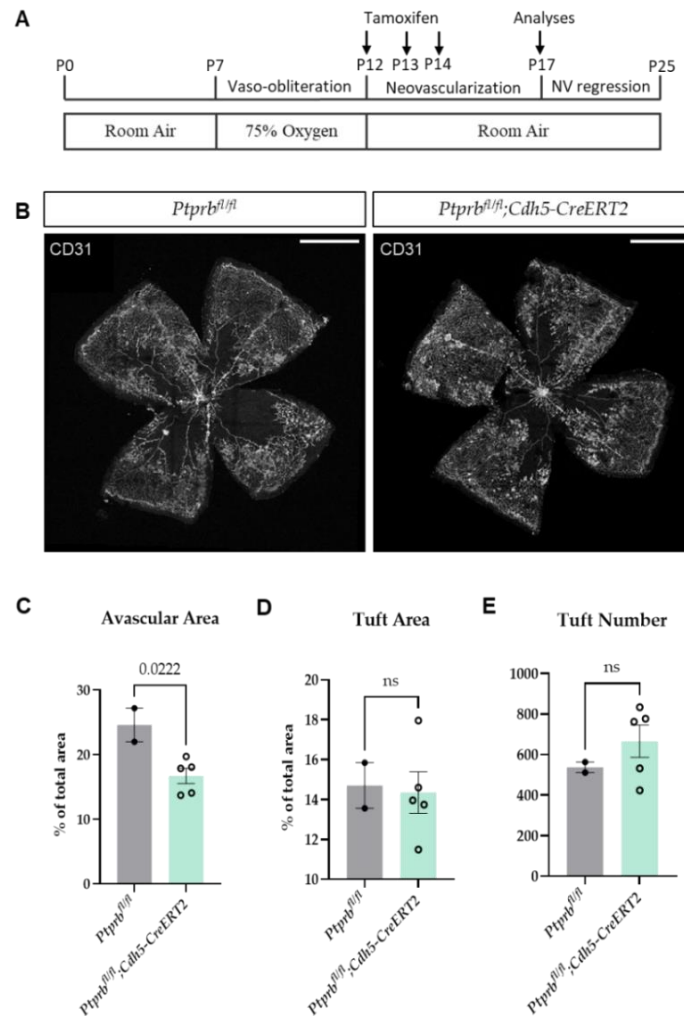 A
Tamoxifen
Analyses
P0
P7
P12
P13
P14
P17
P25
Vaso-obliteration
Neovascularization
NV regression
Room Air
75% Oxygen
Room Air
B
Ptprbfl/fl
Ptprbfl/fl;Cdh5-CreERT2
CD31
CD31
C
Avascular Area
0.0222
% of total area
30
20
10
0
Ptprbfl/fl
Ptprbfl/fl;Cdh5-CreERT2
D
Tuft Area
ns
% of total area
20
18
16
14
12
10
Ptprbfl/fl
Ptprbfl/fl;Cdh5-CreERT2
E
Tuft Number
ns
1000
800
600
400
200
0
Ptprbfl/fl
Ptprbfl/fl;Cdh5-CreERT2